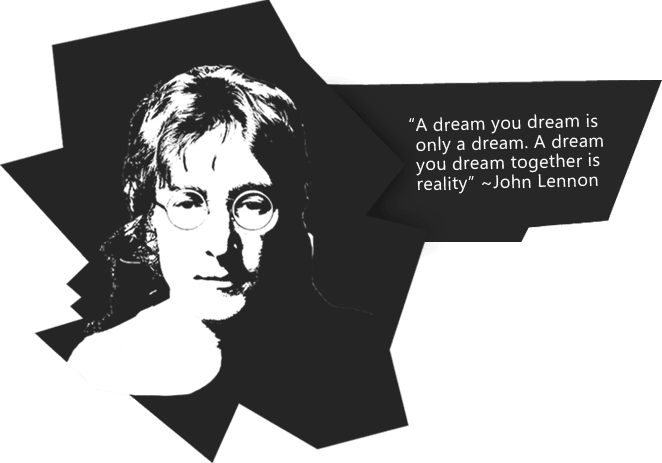 “A dream you dream is
only a dream. A dream
you dream together is
reality” ~John Lennon